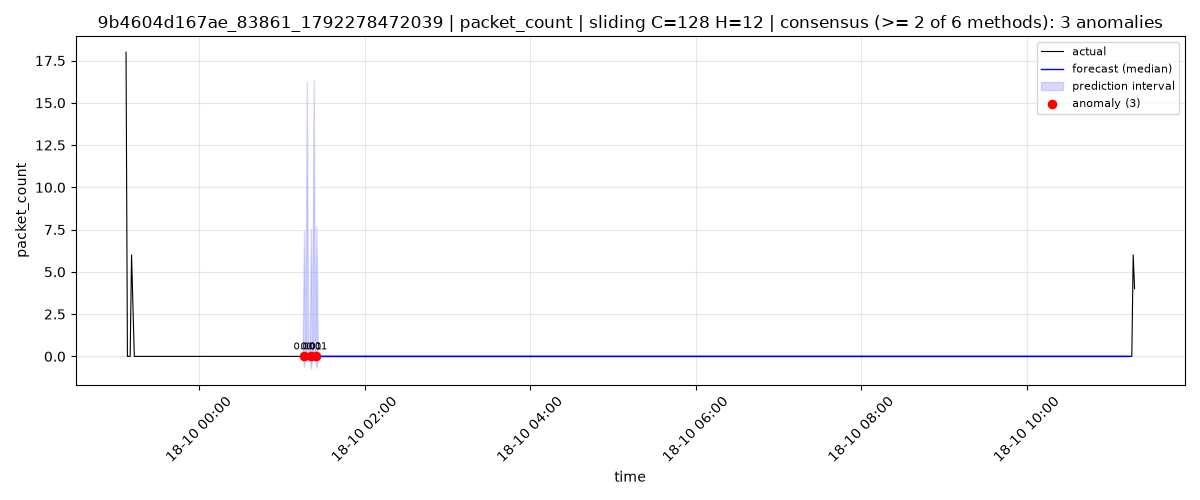 9b4604d167ae_83861_1792278472039 | packet_count | sliding C=128 H=12 | consensus (>= 2 of 6 methods): 3 anomalies
actual
forecast (median)
prediction interval
anomaly (3)
packet_count
17.5
15.0
12.5
10.0
7.5
5.0
2.5
0.0
18-10 00:00
18-10 02:00
18-10 04:00
18-10 06:00
18-10 08:00
18-10 10:00
time